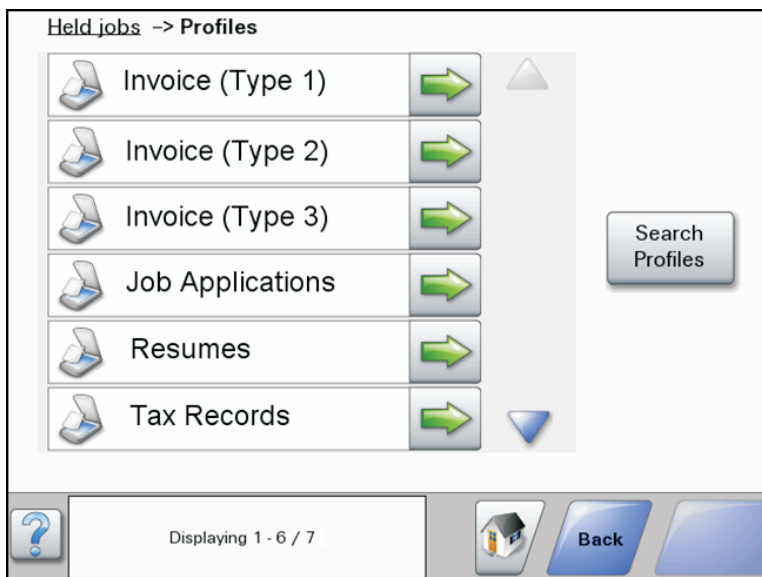 Held jobs -> Profiles
Invoice (Type 1)
Invoice (Type 2)
Invoice (Type 3)
Job Applications
Resumes
Tax Records
Search
Profiles
?
Displaying 1 - 6 / 7
Back